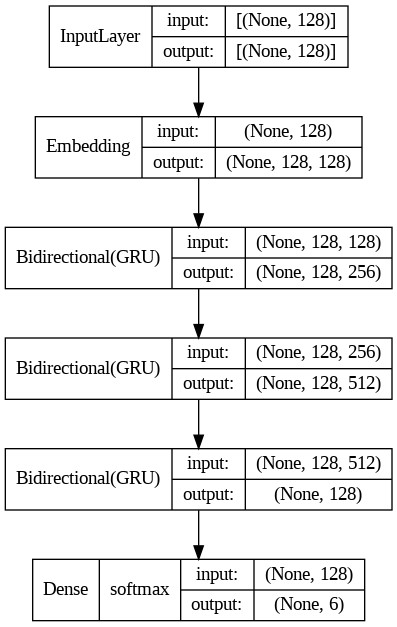 InputLayer input: [(None, 128)]
output: [(None, 128)]
Embedding input: (None, 128)
output: (None, 128, 128)
Bidirectional(GRU) input: (None, 128, 128)
output: (None, 128, 256)
Bidirectional(GRU) input: (None, 128, 256)
output: (None, 128, 512)
Bidirectional(GRU) input: (None, 128, 512)
output: (None, 128)
Dense softmax input: (None, 128)
output: (None, 6)